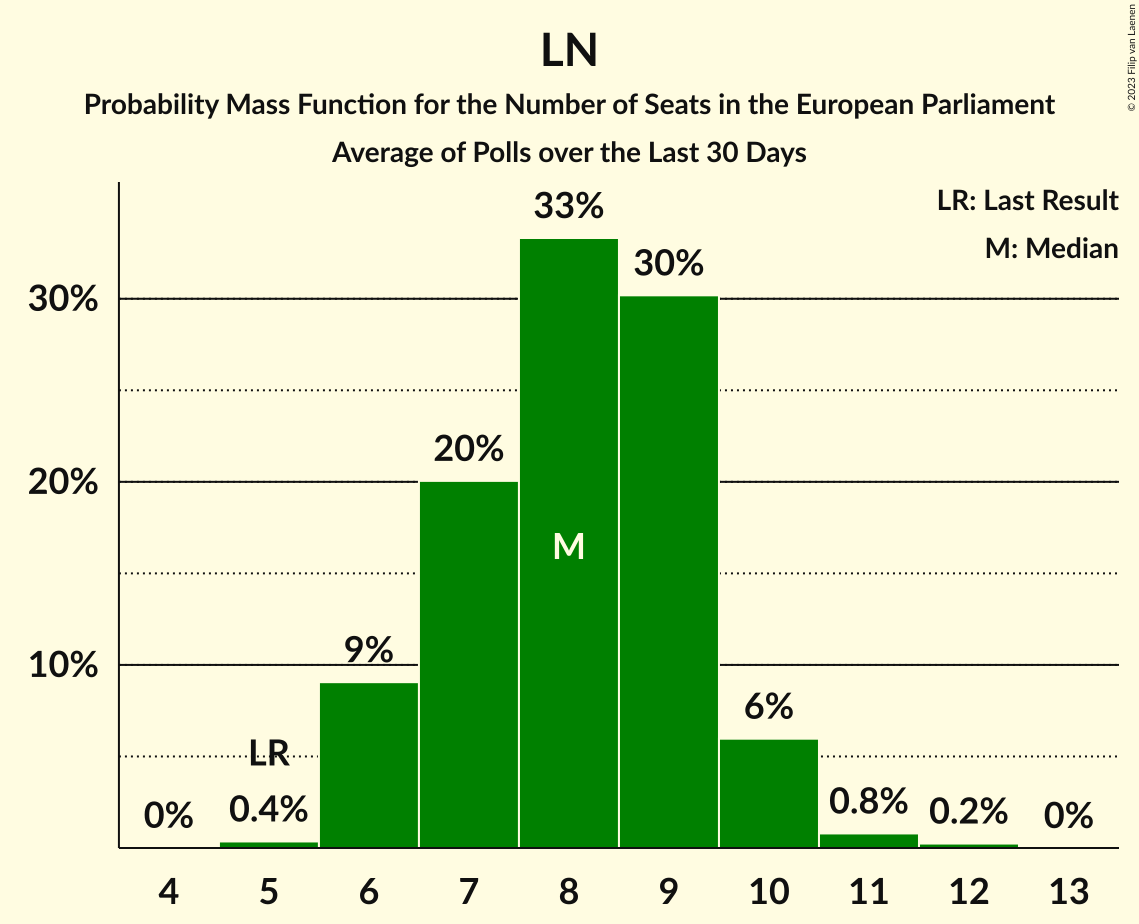 LN
Probability Mass Function for the Number of Seats in the European Parliament
Average of Polls over the Last 30 Days
© 2023 Filip van Laenen
LR: Last Result
M: Median
33%
30%
30%
20%
20%
M
9%
10%
6%
LR
0%
0.4%
0.8%
0.2%
0%
4 5 6 7 8 9 10 11 12 13